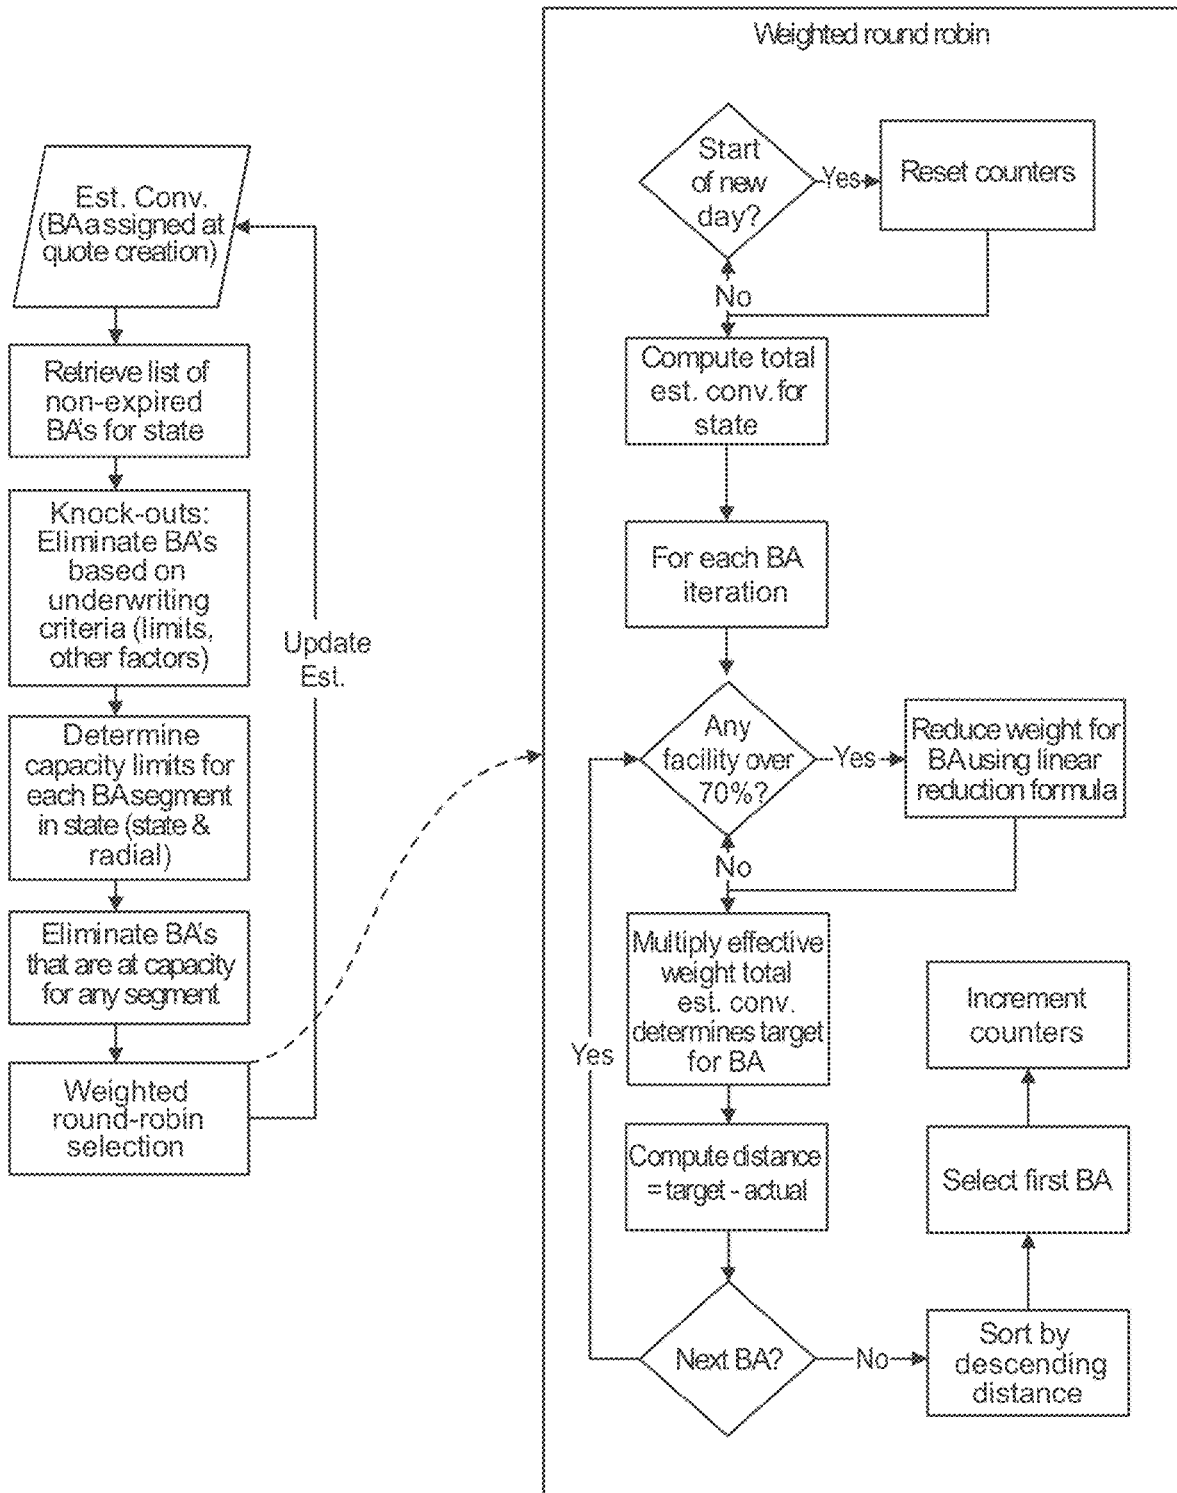 Est. Conv.
(BA assigned at
quote creation)
Retrieve list of
non-expired
BA's for state
Knock-outs:
Eliminate BA's
based on
underwriting
criteria (limits,
other factors)
Determine
capacity limits for
each BA segment
in state (state &
radial)
Eliminate BA's
that are at capacity
for any segment
Weighted
round-robin
selection
Update
Est.
Weighted round robin
Start
of new
day?
Yes
Reset counters
No
Compute total
est. conv. for
state
For each BA
iteration
Any
facility over
70%?
Yes
Reduce weight for
BA using linear
reduction formula
No
Multiply effective
weight total
est. conv.
determines target
for BA
Yes
Compute distance
= target - actual
Next BA?
No
Sort by
descending
distance
Select first BA
Increment
counters